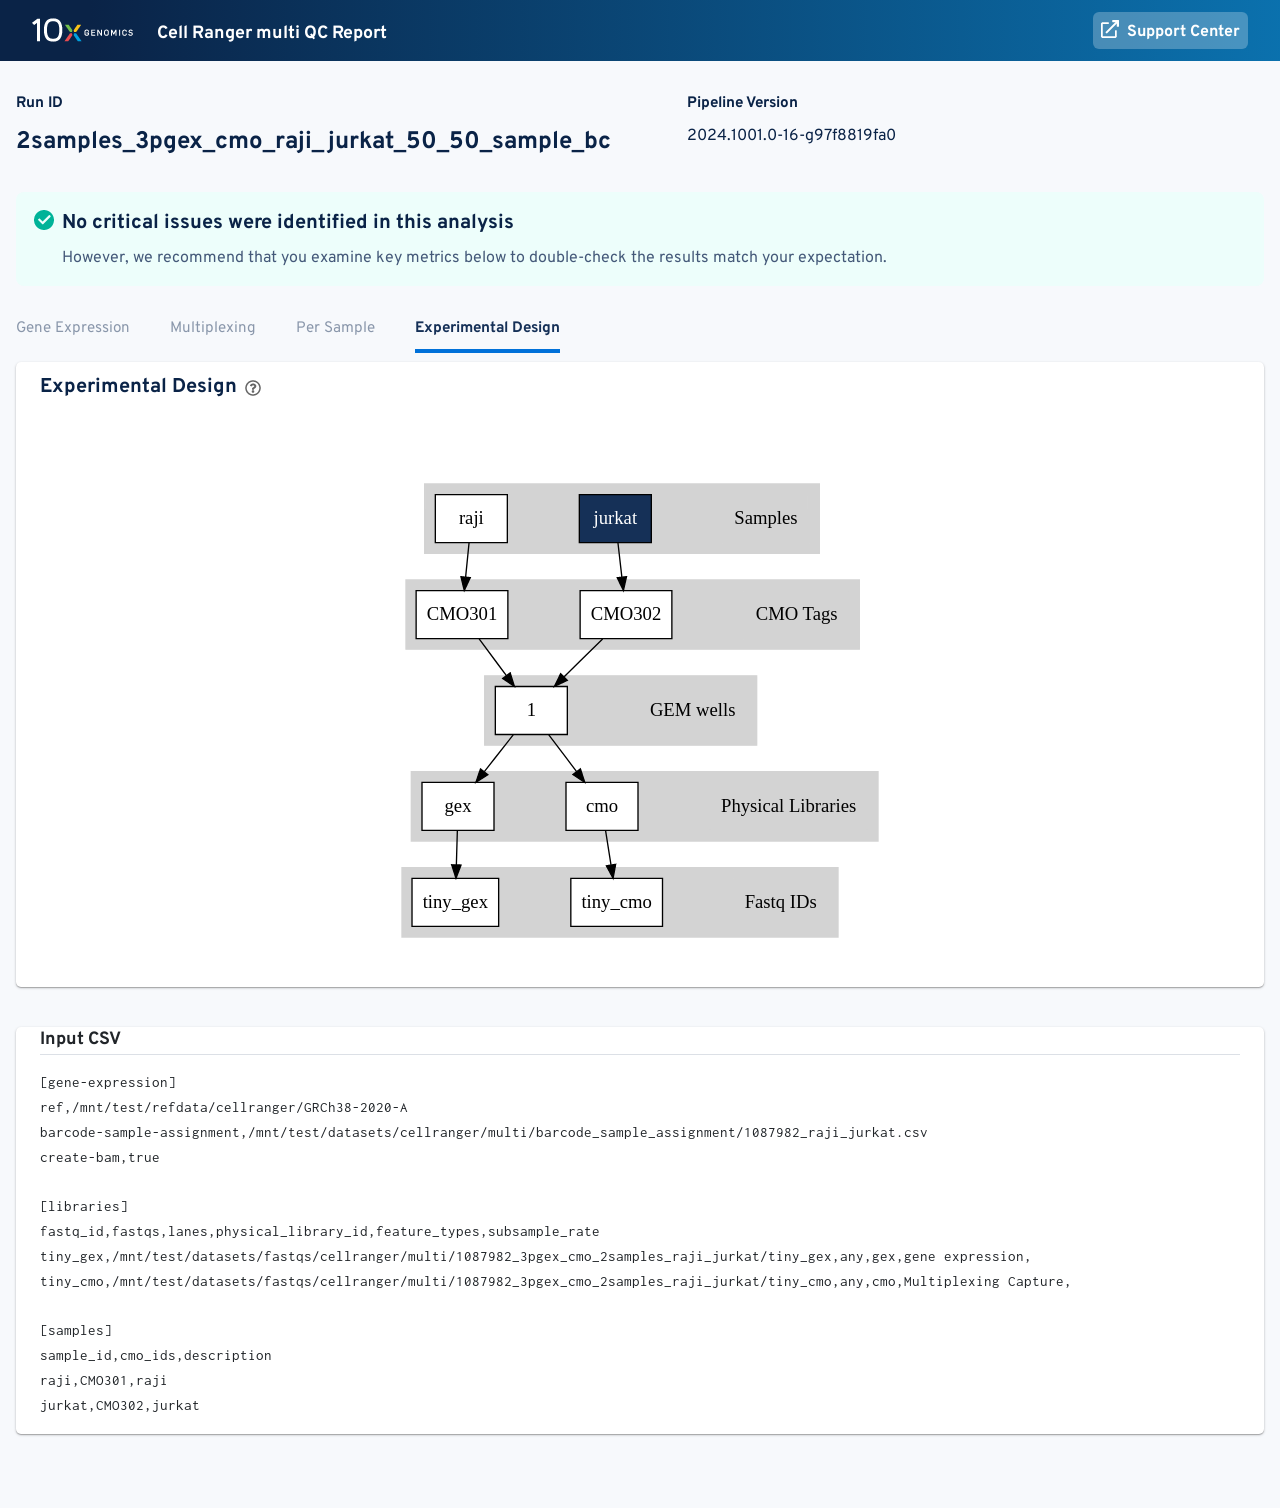 10X GENOMICS Cell Ranger multi QC Report Support Center
Run ID Pipeline Version
2samples_3pgex_cmo_raji_jurkat_50_50_sample_bc 2024.1001.0-16-g97f8819fa0
No critical issues were identified in this analysis
However, we recommend that you examine key metrics below to double-check the results match your expectation.
Gene Expression Multiplexing Per Sample Experimental Design
Experimental Design ?
raji jurkat Samples
CMO301 CMO302 CMO Tags
1 GEM wells
gex cmo Physical Libraries
tiny_gex tiny_cmo Fastq IDs
Input CSV
[gene-expression]
ref,/mnt/test/refdata/cellranger/GRCh38-2020-A
barcode-sample-assignment,/mnt/test/datasets/cellranger/multi/barcode_sample_assignment/1087982_raji_jurkat.csv
create-bam,true
[libraries]
fastq_id,fastqs,lanes,physical_library_id,feature_types,subsample_rate
tiny_gex,/mnt/test/datasets/fastqs/cellranger/multi/1087982_3pgex_cmo_2samples_raji_jurkat/tiny_gex,any,gex,gene expression,
tiny_cmo,/mnt/test/datasets/fastqs/cellranger/multi/1087982_3pgex_cmo_2samples_raji_jurkat/tiny_cmo,any,cmo,Multiplexing Capture,
[samples]
sample_id,cmo_ids,description
raji,CMO301,raji
jurkat,CMO302,jurkat